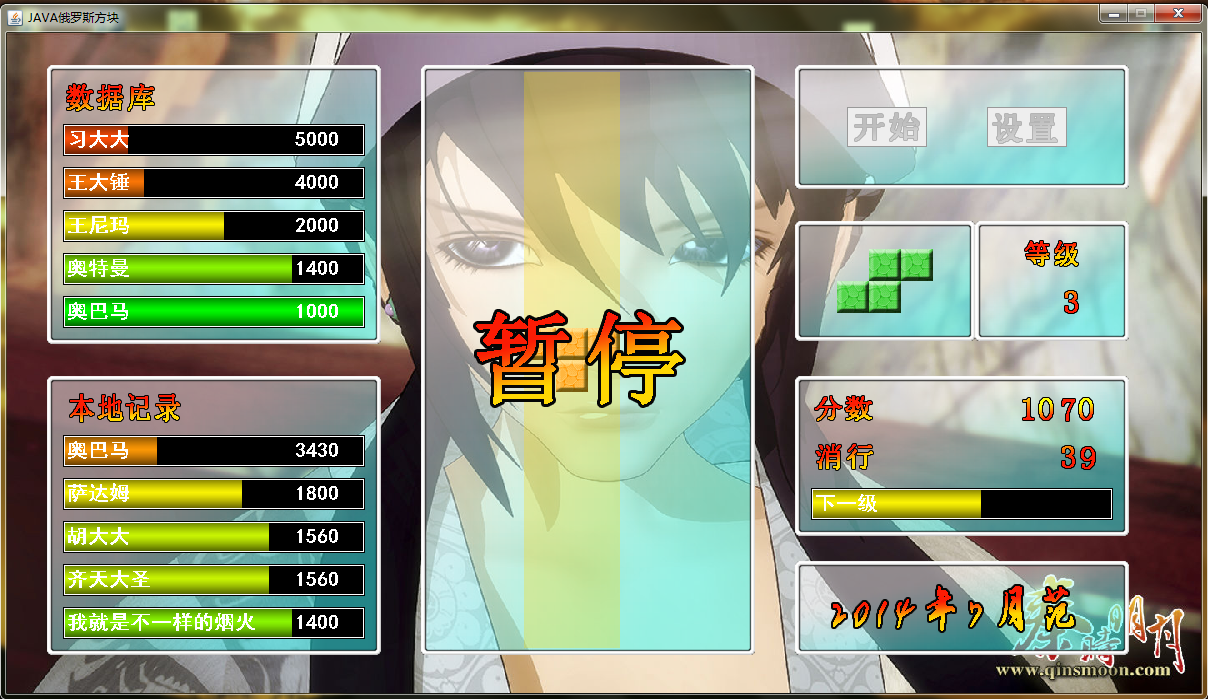 JAVA俄罗斯方块
数据库
习大大 5000
王大锤 4000
王尼玛 2000
奥特曼 1400
奥巴马 1000
本地记录
奥巴马 3430
萨达姆 1800
胡大大 1560
齐天大圣 1560
我就是不一样的烟火 1400
暂停
开始 设置
等级
3
分数 1070
消行 39
下一级
2014年7月范
秦時明月
www.qinsmoon.com